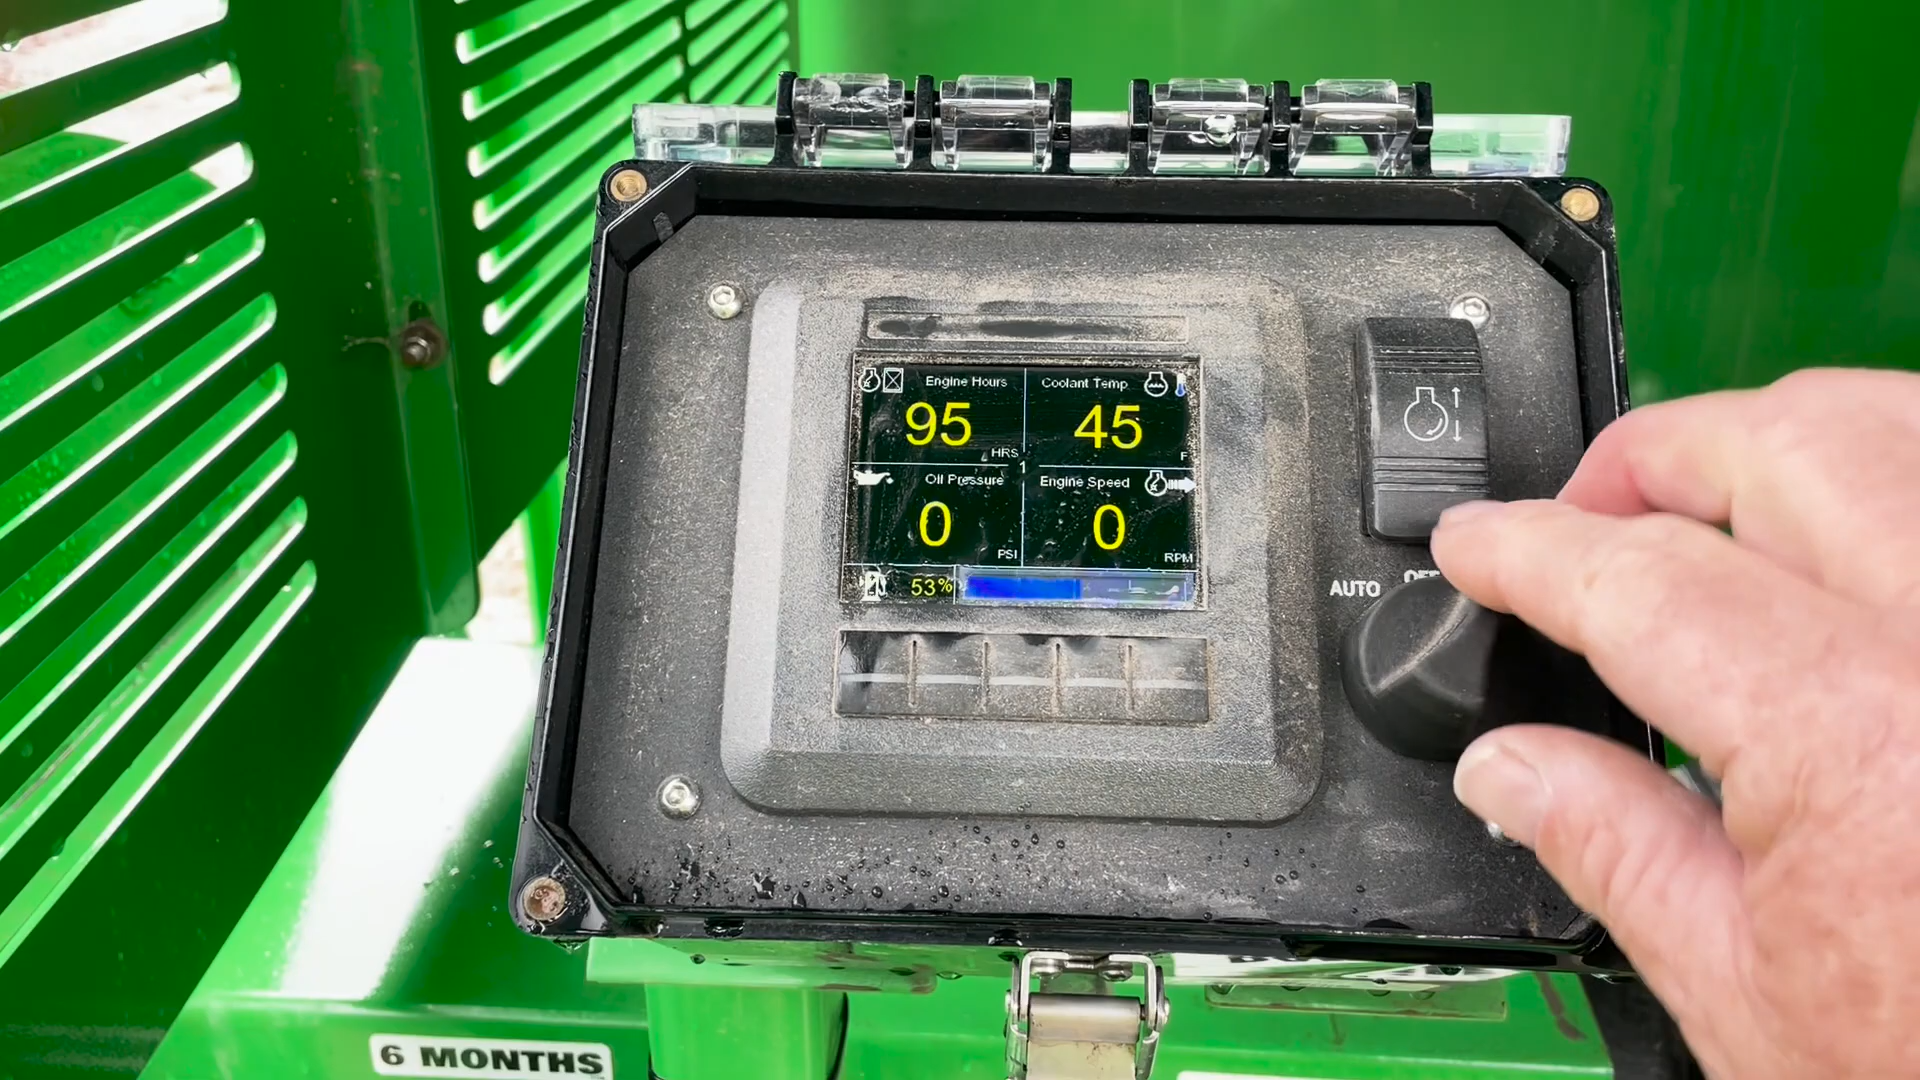 Engine Hours
95
HRS
Coolant Temp
45
F
1
Oil Pressure
0
PSI
Engine Speed
0
RPM
53%
AUTO
OFF
6 MONTHS